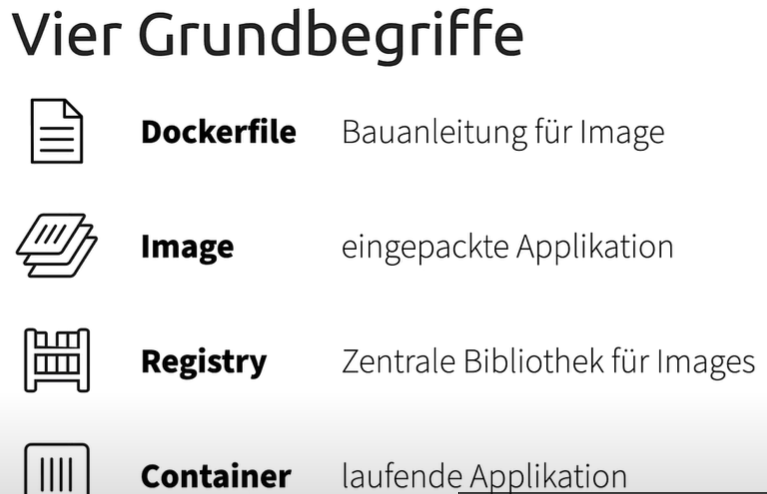 Vier Grundbegriffe
Dockerfile Bauanleitung für Image
Image eingepackte Applikation
Registry Zentrale Bibliothek für Images
Container laufende Applikation